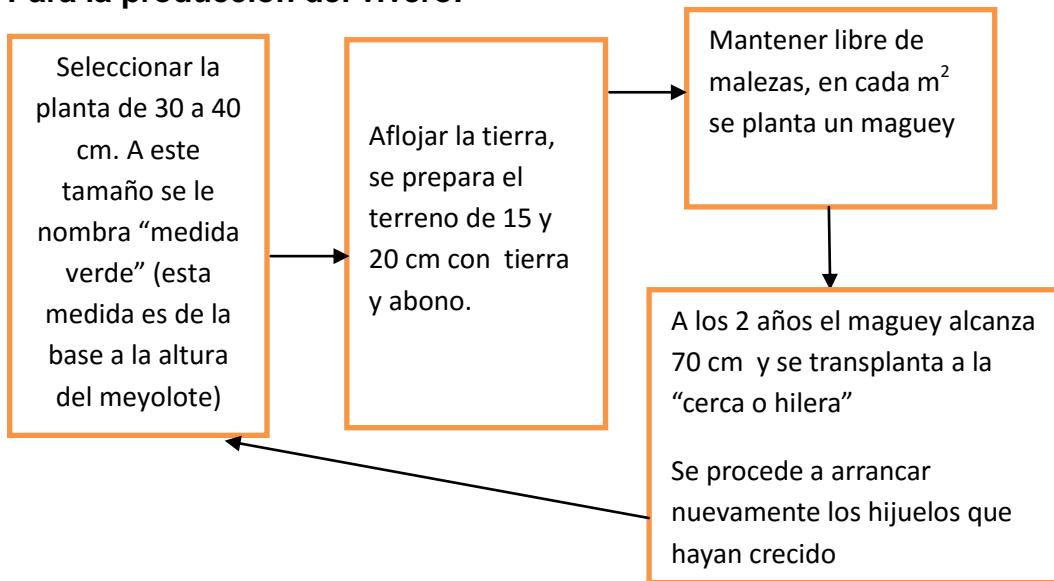 Para la producción del vivero:
Seleccionar la
planta de 30 a 40
cm. A este
tamaño se le
nombra “medida
verde” (esta
medida es de la
base a la altura
del meyolote)
Aflojar la tierra,
se prepara el
terreno de 15 y
20 cm con tierra
y abono.
Mantener libre de
malezas, en cada m²
se planta un maguey
A los 2 años el maguey alcanza
70 cm y se transplanta a la
“cerca o hilera”
Se procede a arrancar
nuevamente los hijuelos que
hayan crecido